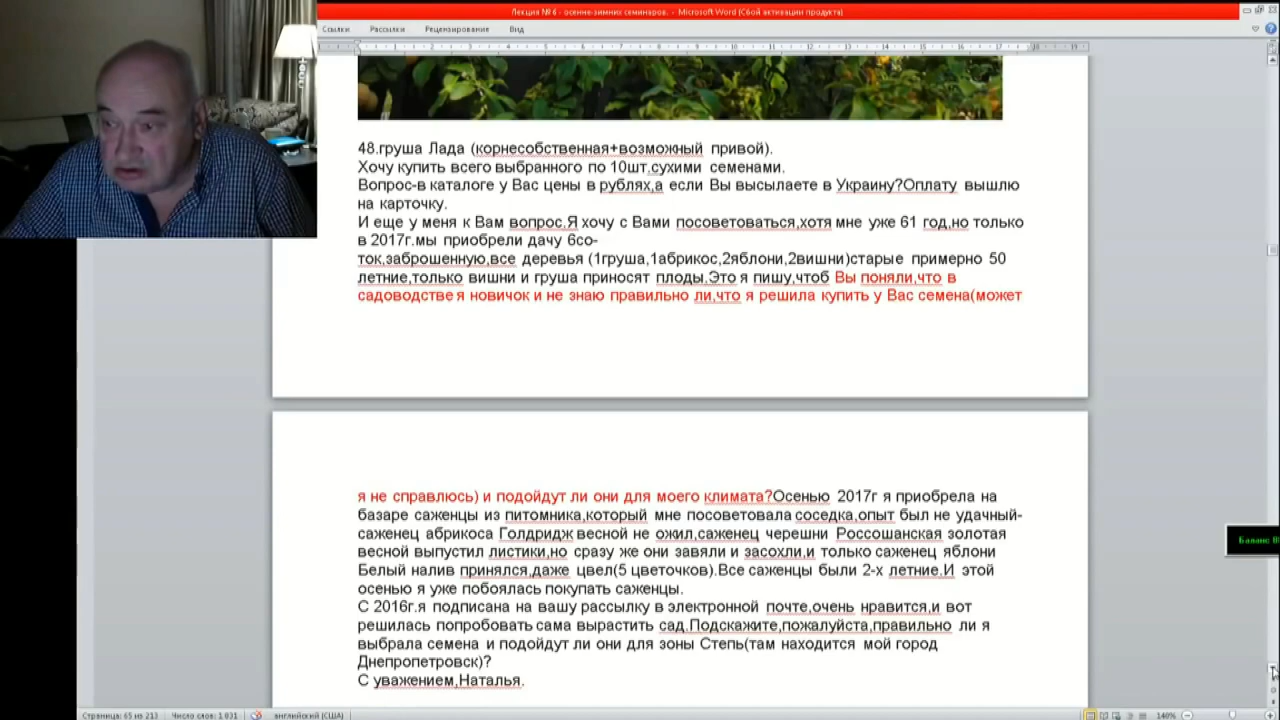 Лекция № 6 - осенне-зимних семинаров. - Microsoft Word (Сбой активации продукта)
Ссылки Рассылки Рецензирование Вид
48.груша Лада (корнесобственная+возможный привой).
Хочу купить всего выбранного по 10шт.сухими семенами.
Вопрос-в каталоге у Вас цены в рублях,а если Вы высылаете в Украину?Оплату вышлю
на карточку.
И еще у меня к Вам вопрос.Я хочу с Вами посоветоваться,хотя мне уже 61 год,но только
в 2017г.мы приобрели дачу 6со-
ток,заброшенную,все деревья (1груша,1абрикос,2яблони,2вишни)старые примерно 50
летние,только вишни и груша приносят плоды.Это я пишу,чтоб Вы поняли,что в
садоводстве я новичок и не знаю правильно ли,что я решила купить у Вас семена(может
я не справлюсь) и подойдут ли они для моего климата?Осенью 2017г я приобрела на
базаре саженцы из питомника,который мне посоветовала соседка,опыт был не удачный-
саженец абрикоса Голдридж весной не ожил,саженец черешни Россошанская золотая
весной выпустил листики,но сразу же они завяли и засохли,и только саженец яблони
Белый налив принялся,даже цвел(5 цветочков).Все саженцы были 2-х летние.И этой
осенью я уже побоялась покупать саженцы.
С 2016г.я подписана на вашу рассылку в электронной почте,очень нравится,и вот
решилась попробовать сама вырастить сад.Подскажите,пожалуйста,правильно ли я
выбрала семена и подойдут ли они для зоны Степь(там находится мой город
Днепропетровск)?
С уважением,Наталья.
Баланс
Страница: 65 из 213 Число слов: 1 031 английский (США) 140%